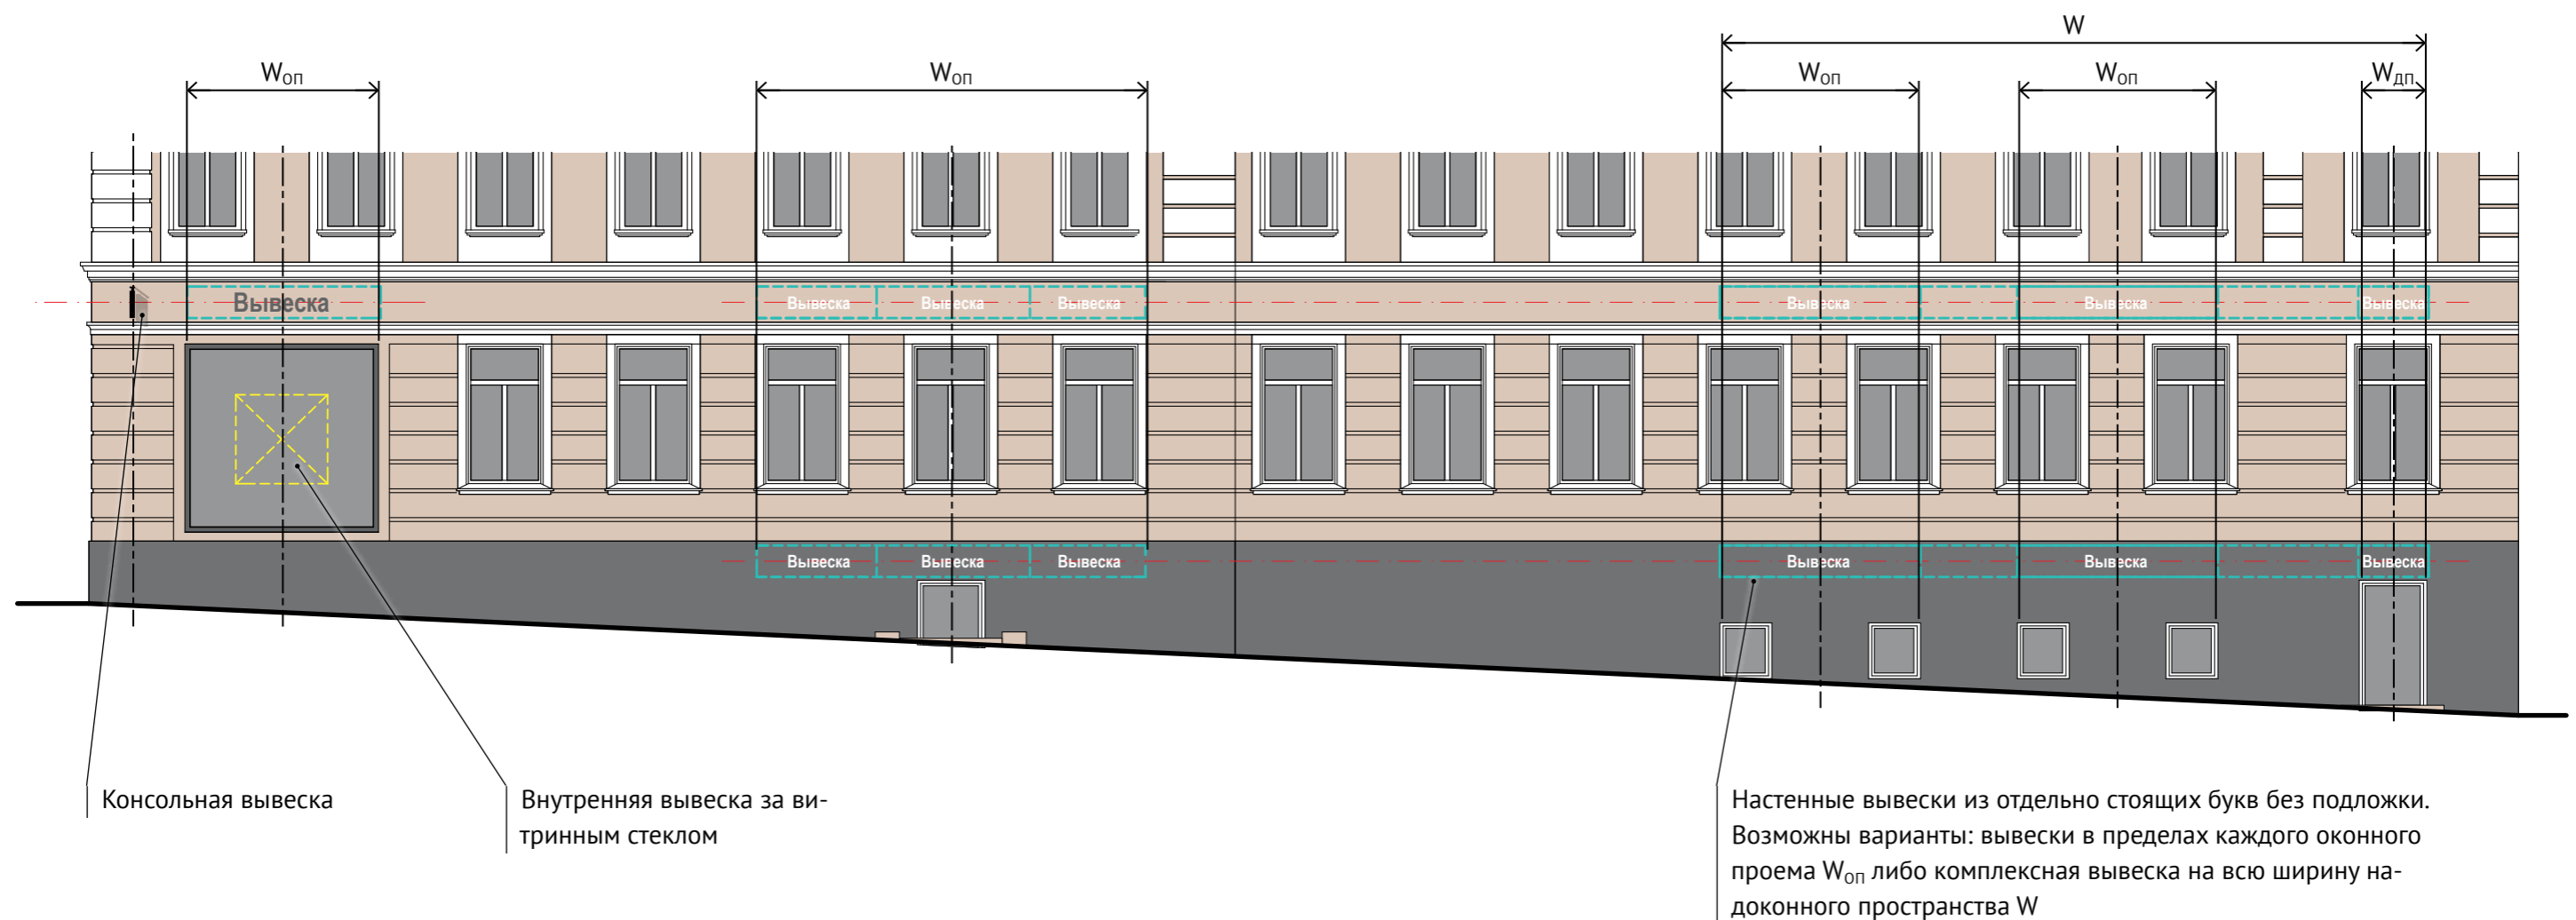 W
Wоп
Wоп
Wоп
Wоп
Wдп
Вывеска
Вывеска
Вывеска
Вывеска
Вывеска
Вывеска
Вывеска
Вывеска
Вывеска
Вывеска
Вывеска
Вывеска
Вывеска
Консольная вывеска
Внутренняя вывеска за ви-
тринным стеклом
Настенные вывески из отдельно стоящих букв без подложки.
Возможны варианты: вывески в пределах каждого оконного
проема Wоп либо комплексная вывеска на всю ширину на-
доконного пространства W